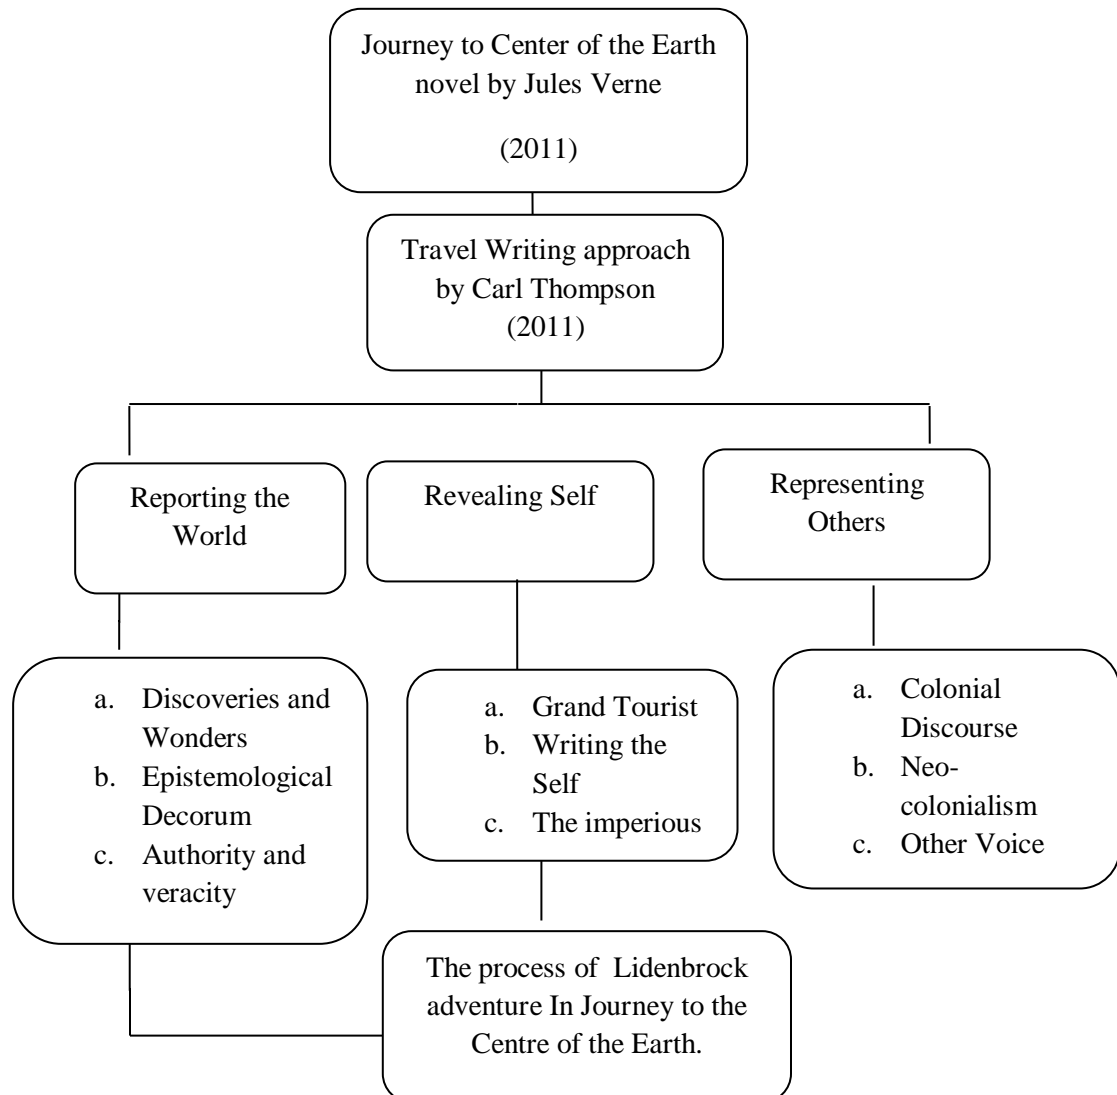 Journey to Center of the Earth
novel by Jules Verne
(2011)
Travel Writing approach
by Carl Thompson
(2011)
Reporting the
World
Revealing Self
Representing
Others
a. Discoveries and
Wonders
b. Epistemological
Decorum
c. Authority and
veracity
a. Grand Tourist
b. Writing the
Self
c. The imperious
a. Colonial
Discourse
b. Neo-
colonialism
c. Other Voice
The process of Lidenbrock
adventure In Journey to the
Centre of the Earth.